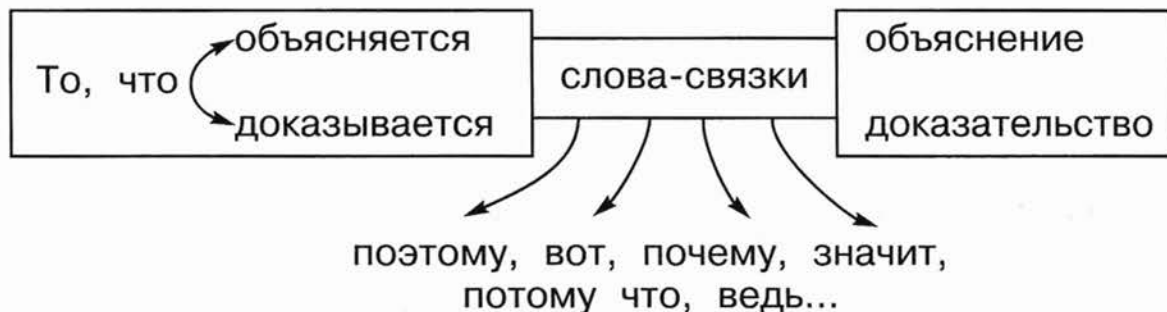 объясняется
То, что
доказывается
слова-связки
объяснение
доказательство
поэтому, вот, почему, значит,
потому что, ведь...